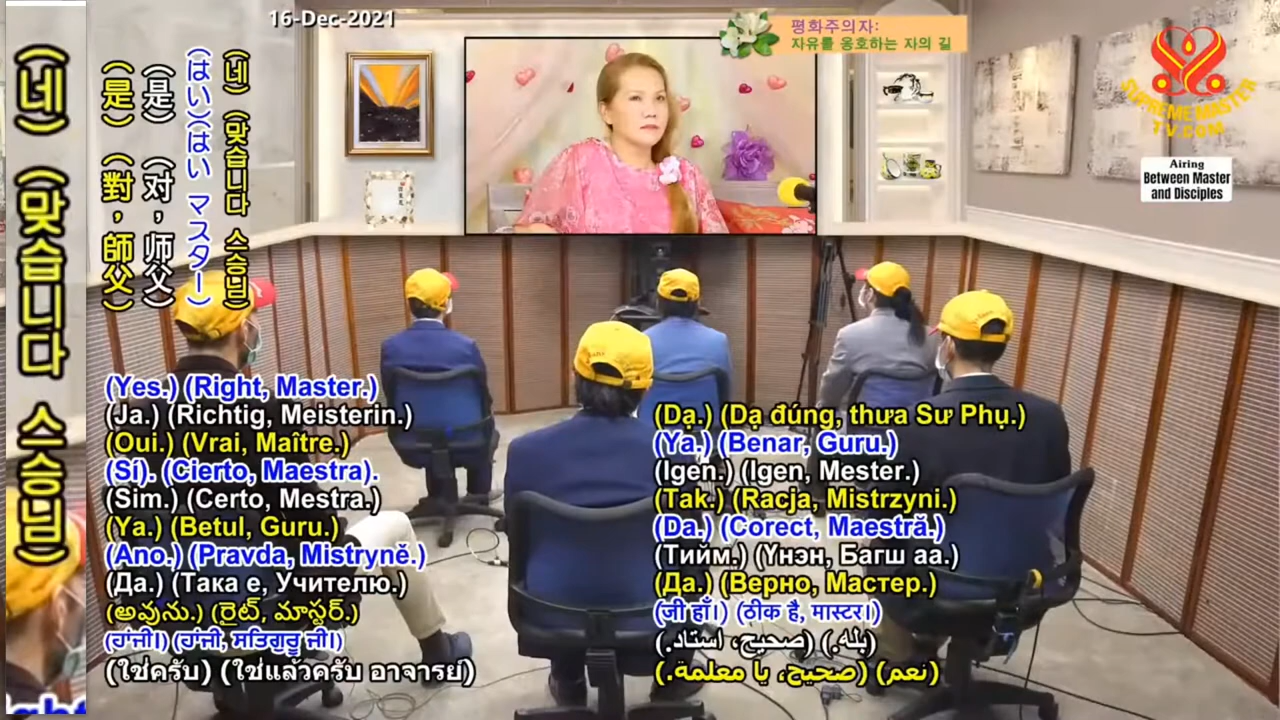 16-Dec-2021
평화주의자:
자유를 옹호하는 자의 길
SUPREME MASTER
TV.COM
Airing
Between Master
and Disciples
(네) (맞습니다 스승님)
(是) (對，師父)
(是) (对，师父)
(はい)(はい マスター)
(네) (맞습니다 스승님)
(Yes.) (Right, Master.)
(Ja.) (Richtig, Meisterin.)
(Oui.) (Vrai, Maître.)
(Sí). (Cierto, Maestra).
(Sim.) (Certo, Mestra.)
(Ya.) (Betul, Guru.)
(Ano.) (Pravda, Mistryně.)
(Да.) (Така е, Учителю.)
(అవును.) (రైట్, మాస్టర్.)
(ਹਾਂਜੀ।) (ਹਾਂਜੀ, ਸਤਿਗੁਰੂ ਜੀ।)
(ใช่ครับ) (ใช่แล้วครับ อาจารย์)
(Dạ.) (Dạ đúng, thưa Sư Phụ.)
(Ya.) (Benar, Guru.)
(Igen.) (Igen, Mester.)
(Tak.) (Racja, Mistrzyni.)
(Da.) (Corect, Maestră.)
(Тийм.) (Үнэн, Багш аа.)
(Да.) (Верно, Мастер.)
(जी हाँ।) (ठीक है, मास्टर।)
(بله.) (صحیح، استاد.)
(نعم) (صحيح، يا معلمة.)